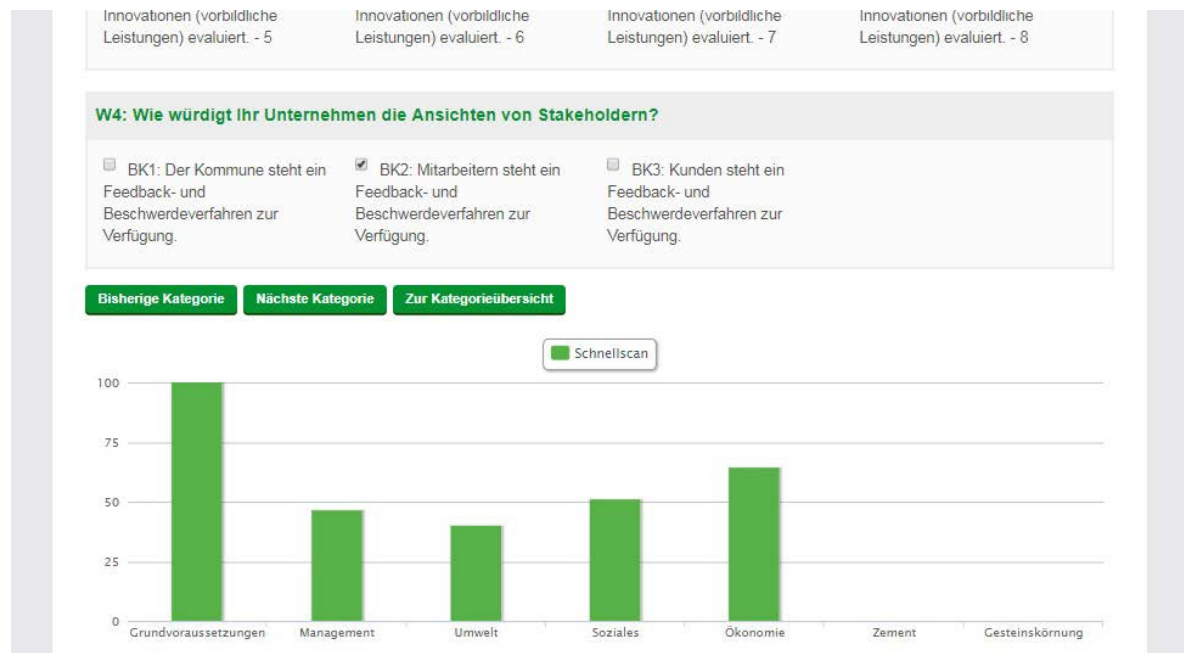 Innovationen (vorbildliche Innovationen (vorbildliche Innovationen (vorbildliche Innovationen (vorbildliche
Leistungen) evaluiert. - 5 Leistungen) evaluiert. - 6 Leistungen) evaluiert. - 7 Leistungen) evaluiert. - 8
W4: Wie würdigt Ihr Unternehmen die Ansichten von Stakeholdern?
BK1: Der Kommune steht ein
Feedback- und
Beschwerdeverfahren zur
Verfügung.
BK2: Mitarbeitern steht ein
Feedback- und
Beschwerdeverfahren zur
Verfügung.
BK3: Kunden steht ein
Feedback- und
Beschwerdeverfahren zur
Verfügung.
Bisherige Kategorie Nächste Kategorie Zur Kategorieübersicht
Schnellscan
100
75
50
25
0
Grundvoraussetzungen Management Umwelt Soziales Ökonomie Zement Gesteinskörnung